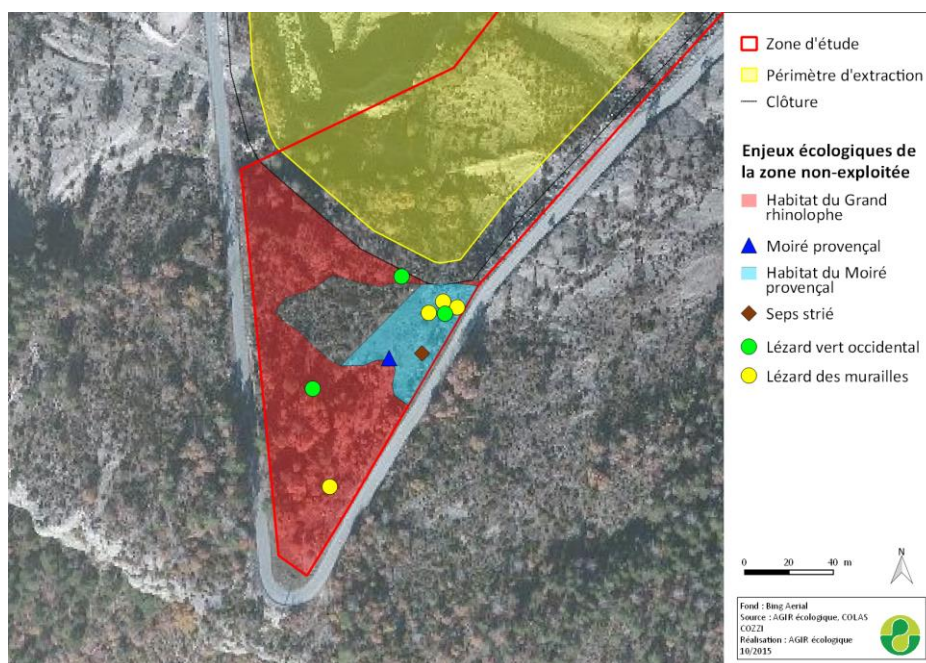 Zone d'étude
Périmètre d'extraction
Clôture
Enjeux écologiques de
la zone non-exploitée
Habitat du Grand
rhinolophe
Moiré provençal
Habitat du Moiré
provençal
Seps strié
Lézard vert occidental
Lézard des murailles
0 20 40 m
N
Fond : Bing Aerial
Source : AGIR écologique, COLAS
COZZI
Réalisation : AGIR écologique
10/2015